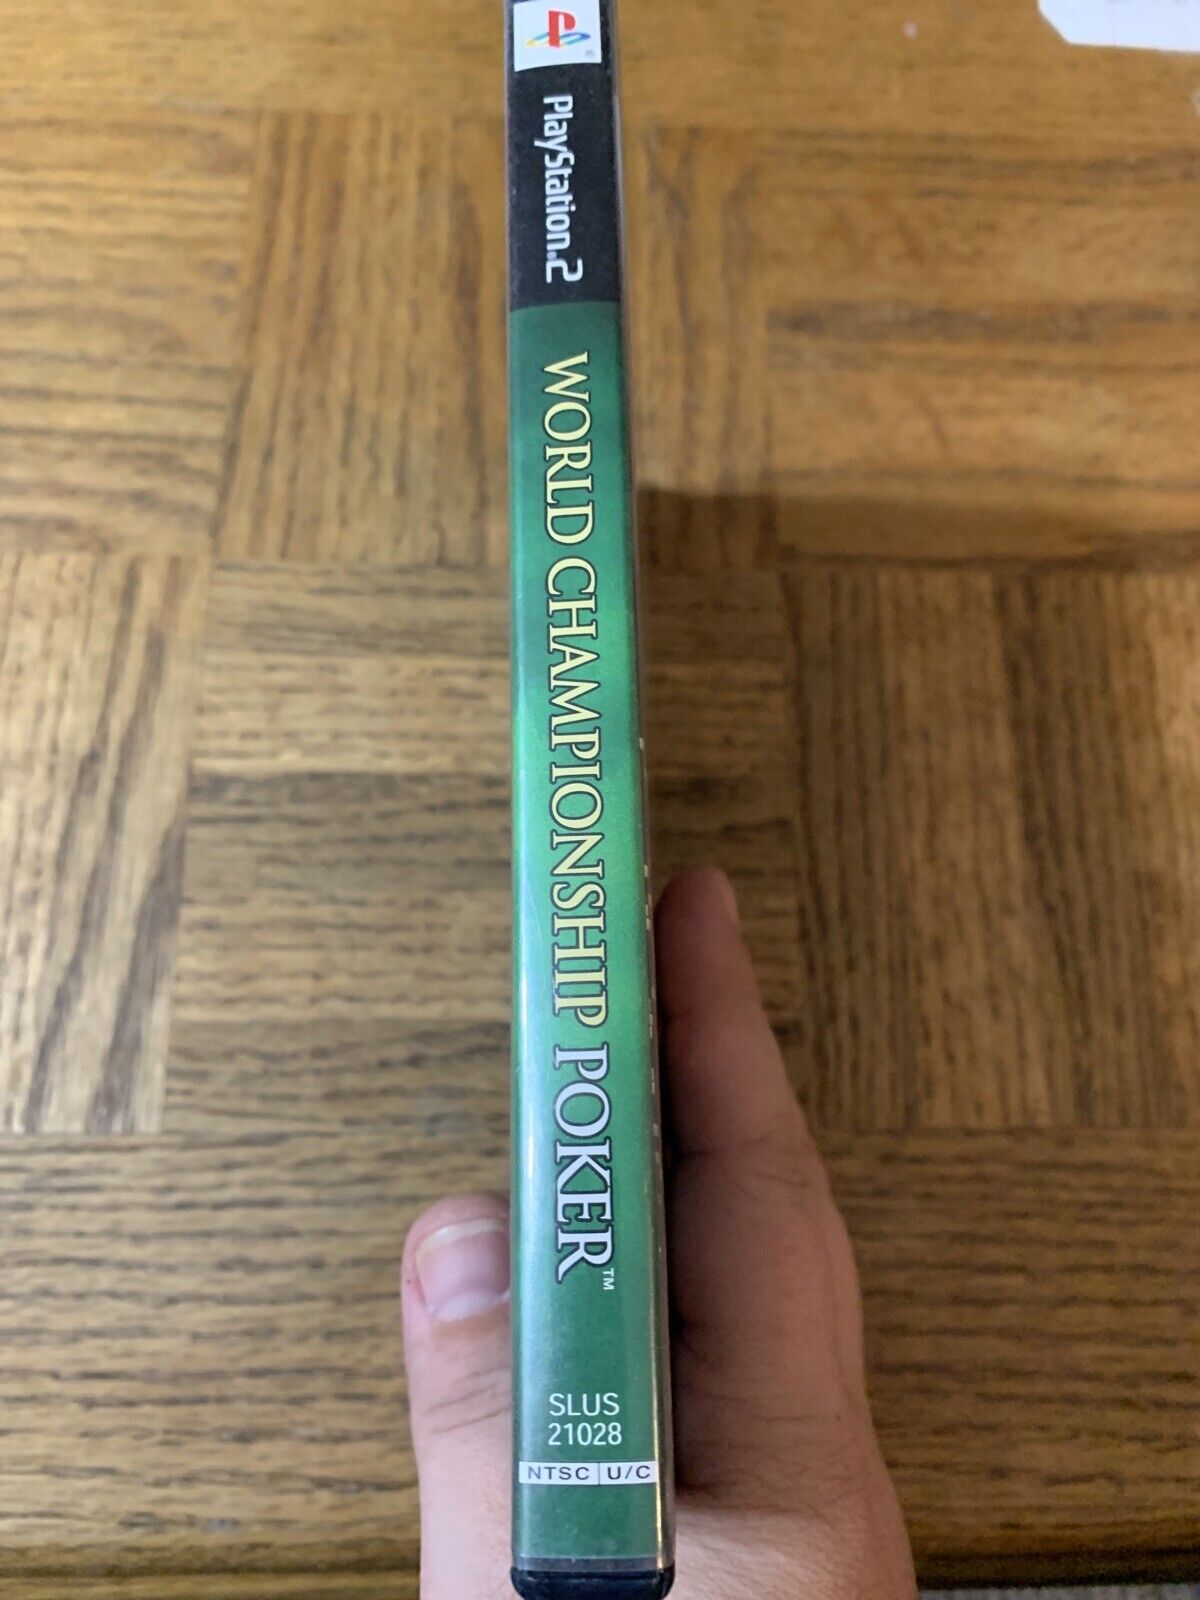 PlayStation.2
WORLD CHAMPIONSHIP POKER™
SLUS
21028
NTSC U/C